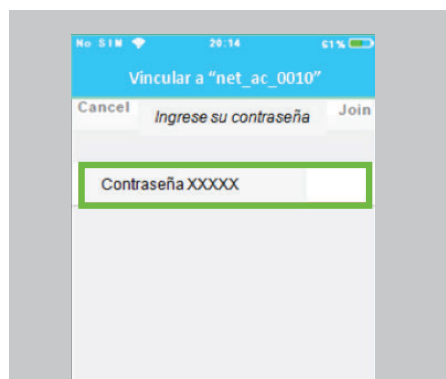 No SIM 20:14 61%
Vincular a “net_ac_0010”
Cancel Ingrese su contraseña Join
Contraseña XXXXX